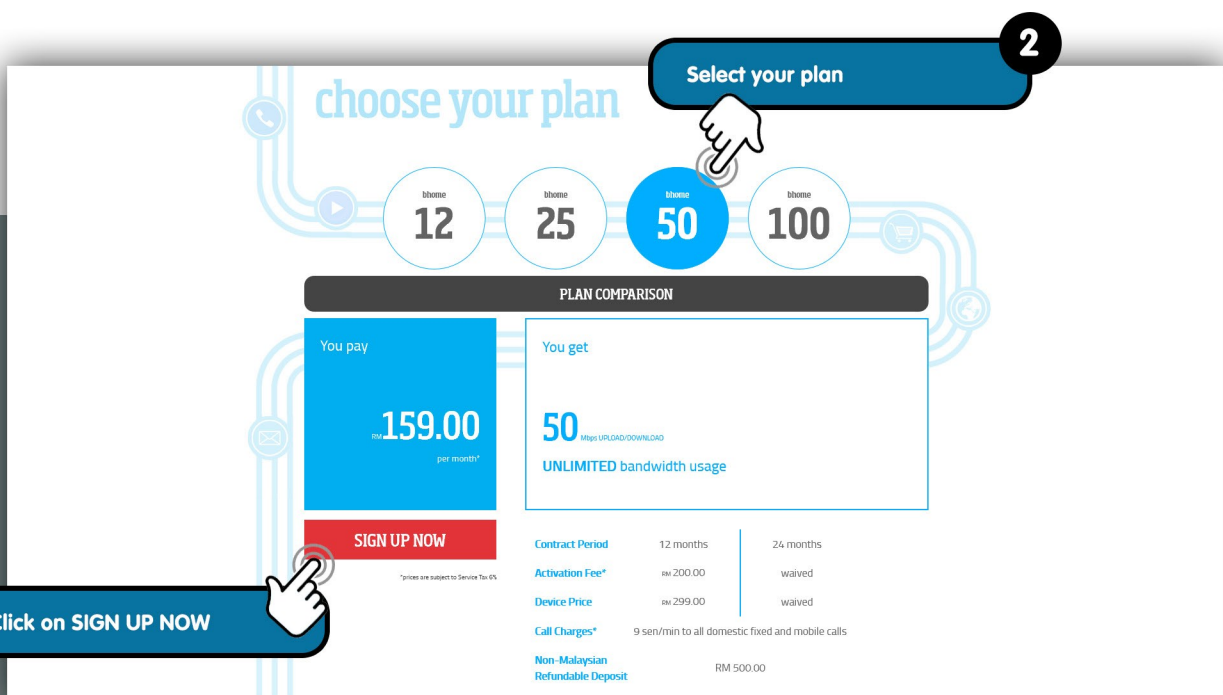 2
Select your plan
choose your plan
bhome
12
bhome
25
bhome
50
bhome
100
PLAN COMPARISON
You pay
RM159.00
per month*
You get
50 Mbps UPLOAD/DOWNLOAD
UNLIMITED bandwidth usage
SIGN UP NOW
*prices are subject to Service Tax 6%
Click on SIGN UP NOW
Contract Period 12 months 24 months
Activation Fee* RM 200.00 waived
Device Price RM 299.00 waived
Call Charges* 9 sen/min to all domestic fixed and mobile calls
Non-Malaysian
Refundable Deposit RM 500.00